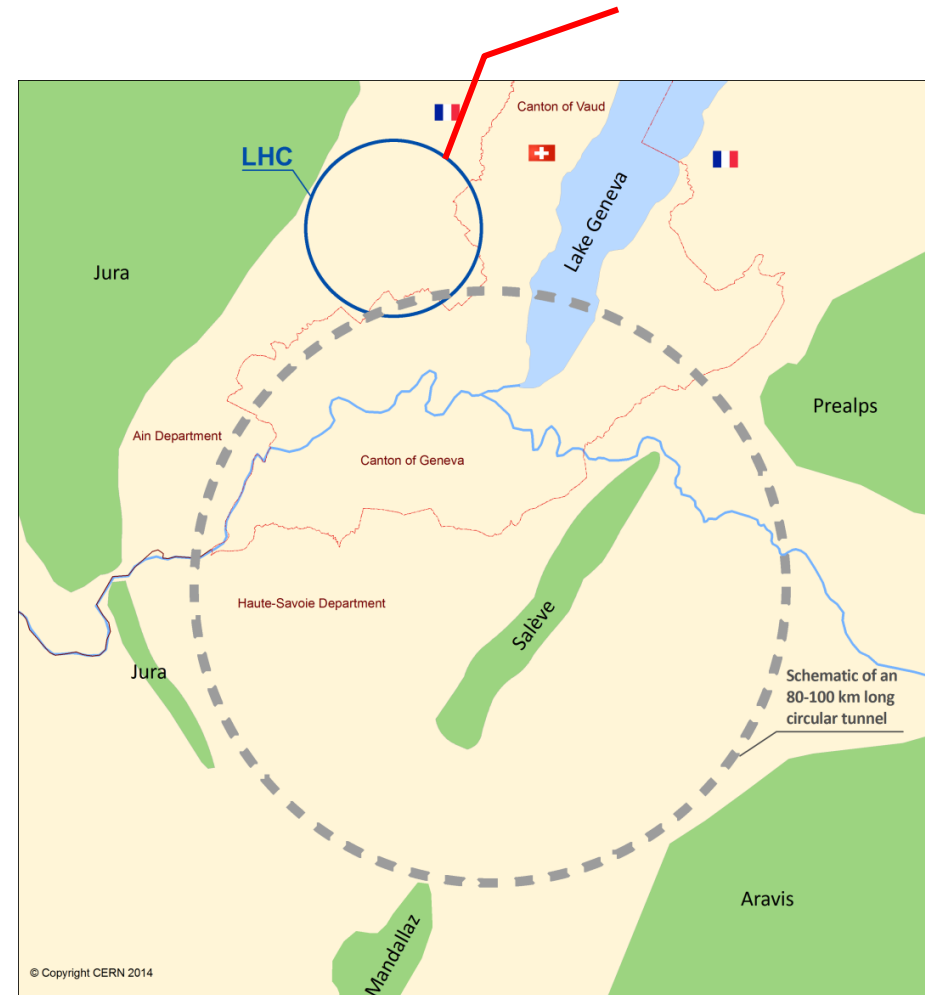 Canton of Vaud
LHC
Lake Geneva
Jura
Prealps
Ain Department
Canton of Geneva
Haute-Savoie Department
Salève
Jura
Schematic of an
80-100 km long
circular tunnel
Aravis
Mandallaz
© Copyright CERN 2014